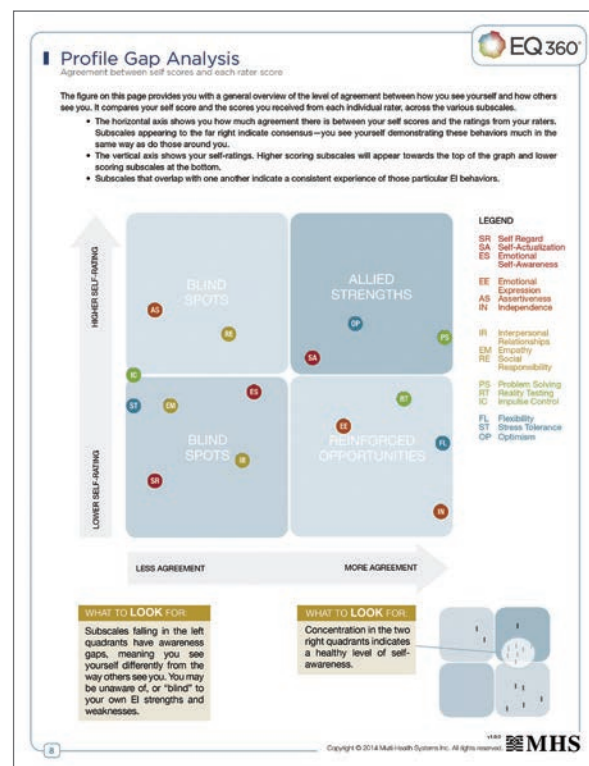 EQ360°
Profile Gap Analysis
Agreement between self scores and each rater score
The figure on this page provides you with a general overview of the level of agreement between how you see yourself and how others
see you. It compares your self score and the scores you received from each individual rater, across the various subscales.
• The horizontal axis shows you how much agreement there is between your self scores and the ratings from your raters.
Subscales appearing to the far right indicate consensus—you see yourself demonstrating these behaviors much in the
same way as do those around you.
• The vertical axis shows your self-ratings. Higher scoring subscales will appear towards the top of the graph and lower
scoring subscales at the bottom.
• Subscales that overlap with one another indicate a consistent experience of those particular EI behaviors.
HIGHER SELF-RATING
LOWER SELF-RATING
BLIND
SPOTS
AS
RE
IC
ALLIED
STRENGTHS
OP
PS
SA
BLIND
SPOTS
ST
EM
ES
IR
SR
REINFORCED
OPPORTUNITIES
RT
EE
FL
IN
LESS AGREEMENT
MORE AGREEMENT
LEGEND
SR Self Regard
SA Self-Actualization
ES Emotional
Self-Awareness
EE Emotional
Expression
AS Assertiveness
IN Independence
IR Interpersonal
Relationships
EM Empathy
RE Social
Responsibility
PS Problem Solving
RT Reality Testing
IC Impulse Control
FL Flexibility
ST Stress Tolerance
OP Optimism
WHAT TO LOOK FOR:
Subscales falling in the left
quadrants have awareness
gaps, meaning you see
yourself differently from the
way others see you. You may
be unaware of, or "blind" to
your own EI strengths and
weaknesses.
WHAT TO LOOK FOR:
Concentration in the two
right quadrants indicates
a healthy level of self-
awareness.
8
Copyright © 2014 Multi-Health Systems Inc. All rights reserved.
MHS